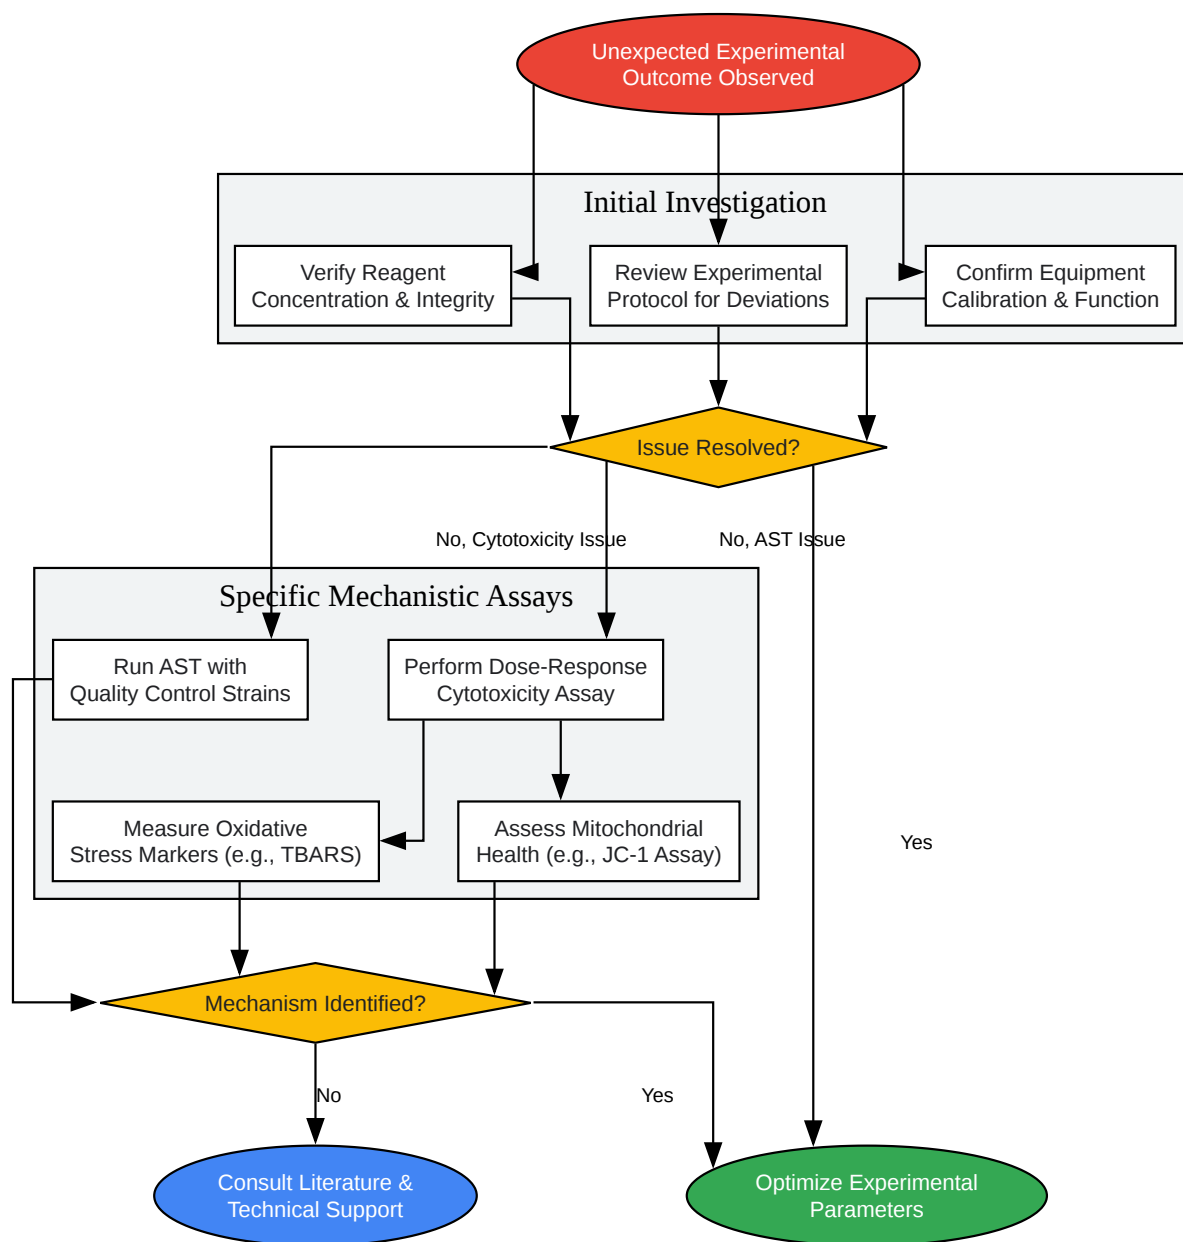 Unexpected Experimental
Outcome Observed
Initial Investigation
Verify Reagent
Concentration & Integrity
Review Experimental
Protocol for Deviations
Confirm Equipment
Calibration & Function
Issue Resolved?
No, Cytotoxicity Issue
No, AST Issue
Specific Mechanistic Assays
Run AST with
Quality Control Strains
Perform Dose-Response
Cytotoxicity Assay
Measure Oxidative
Stress Markers (e.g., TBARS)
Assess Mitochondrial
Health (e.g., JC-1 Assay)
Yes
Mechanism Identified?
No
Yes
Consult Literature &
Technical Support
Optimize Experimental
Parameters